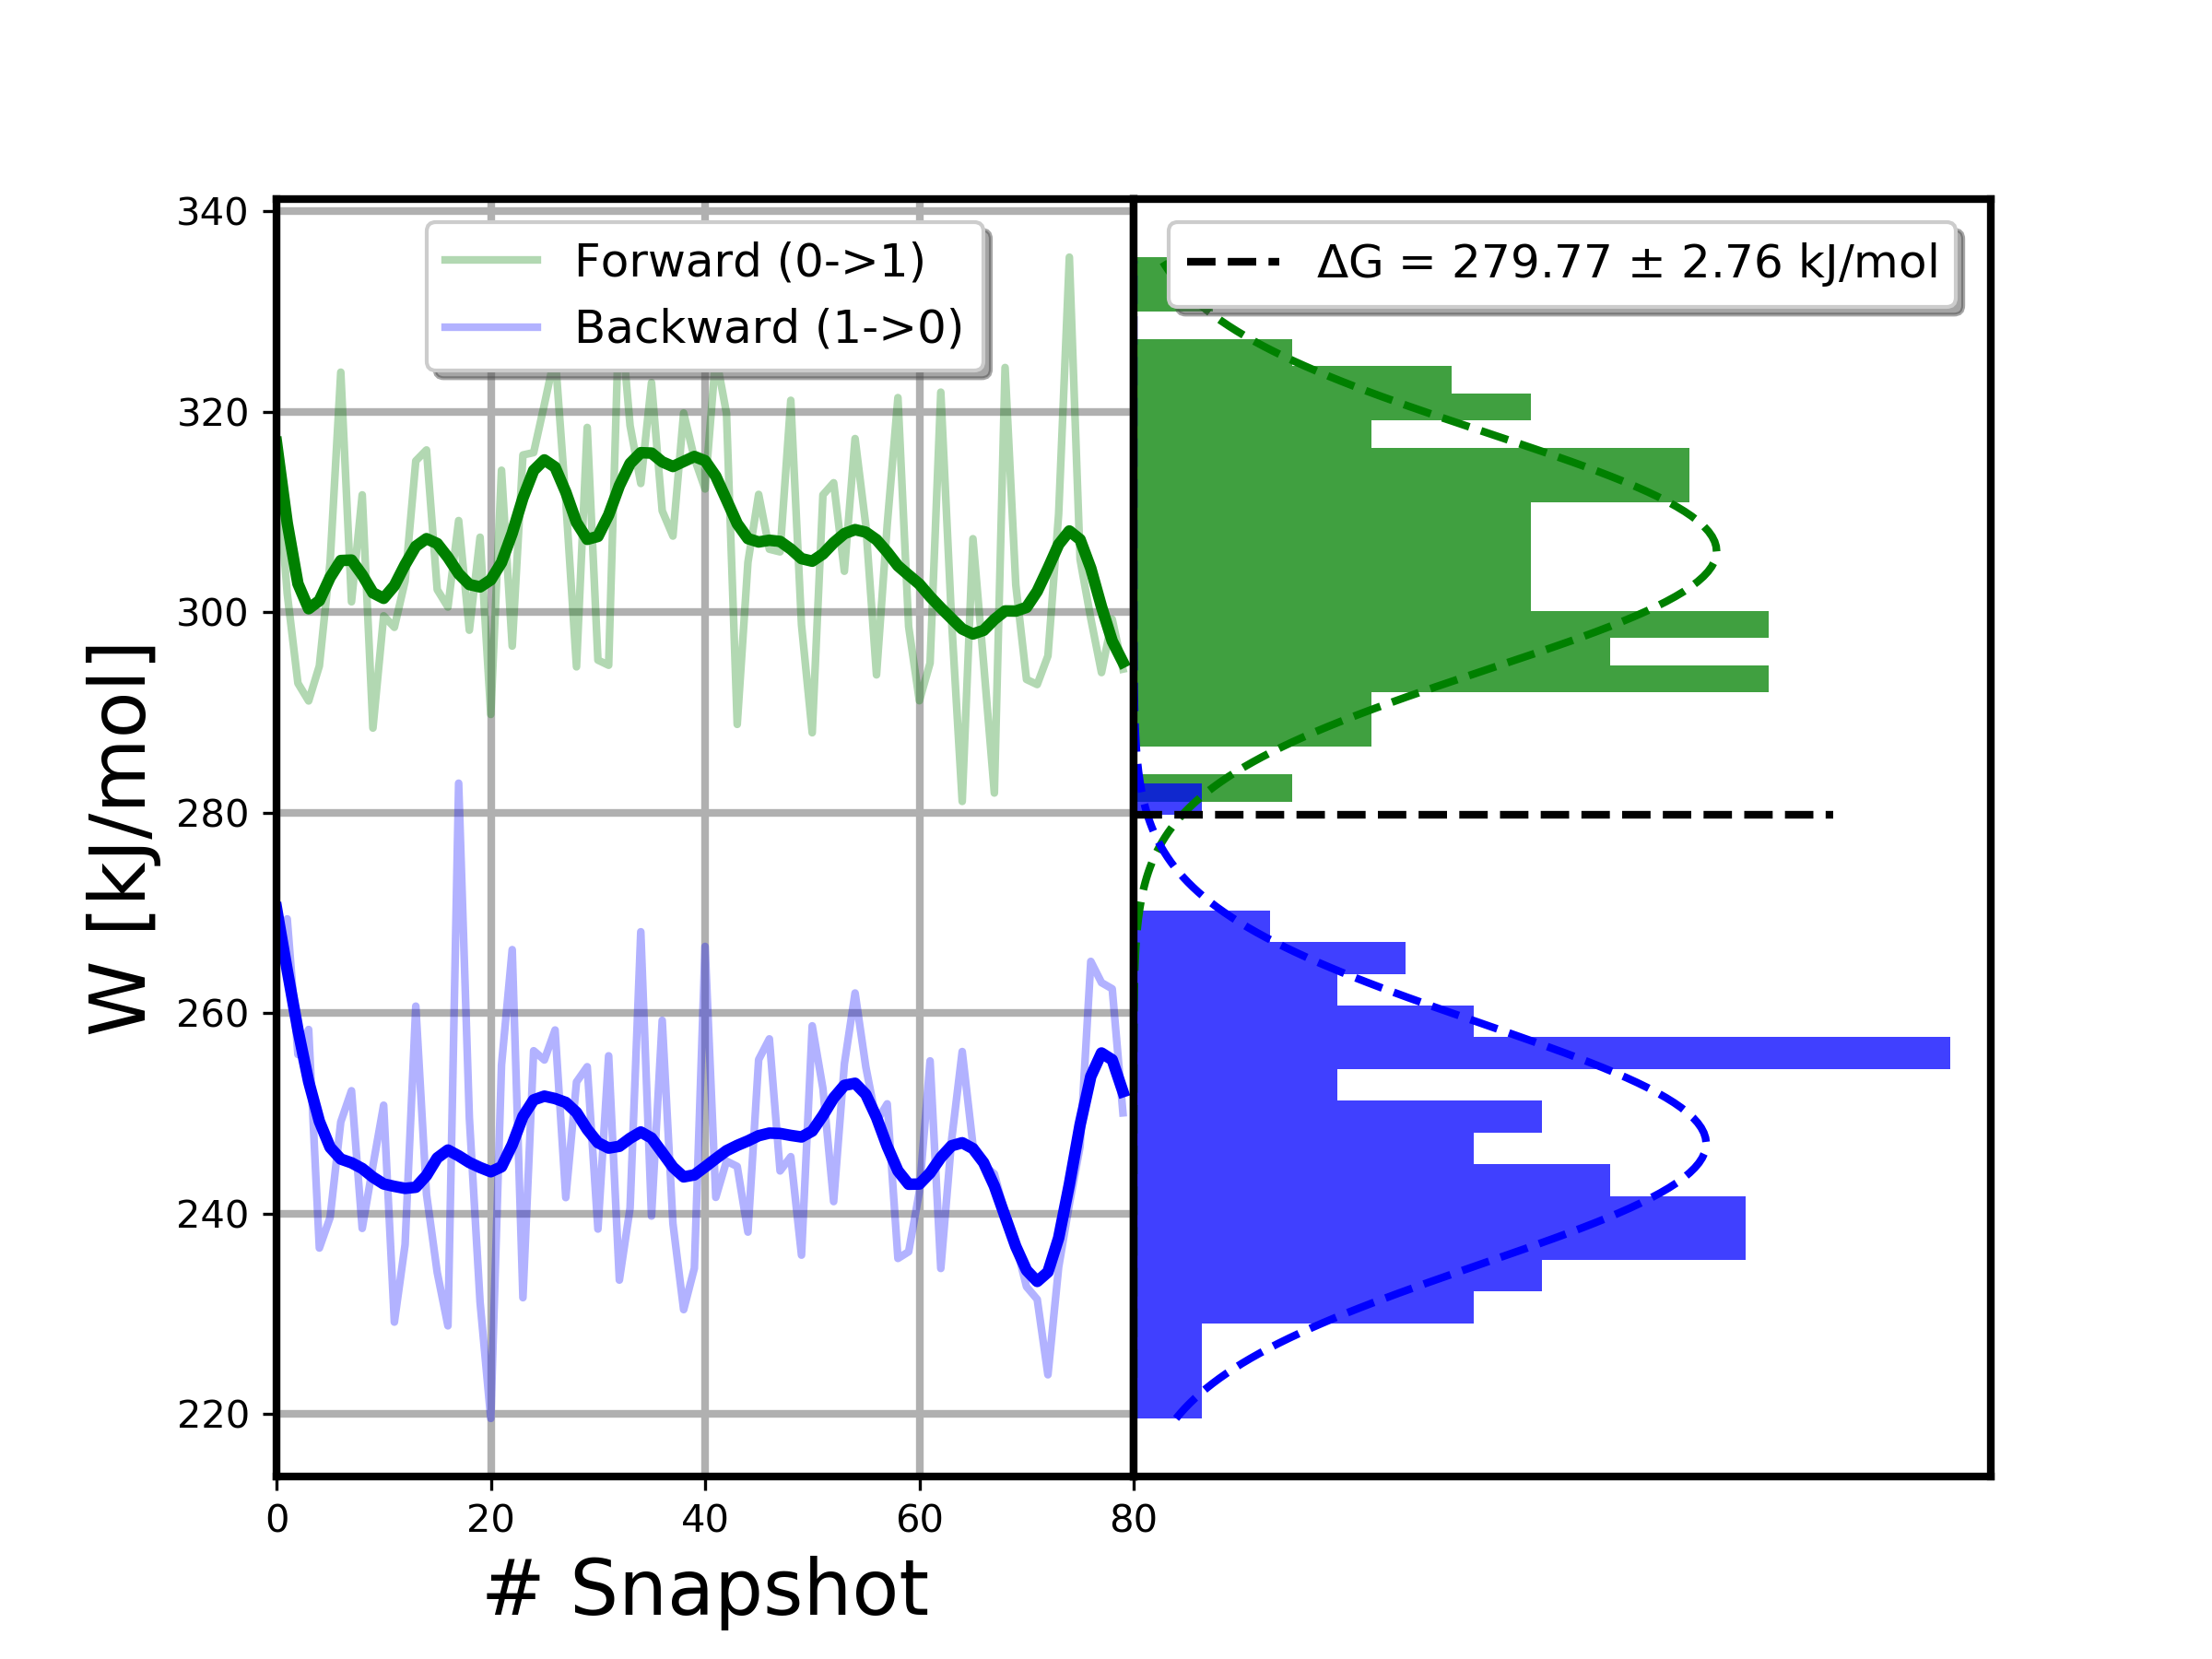 340
320
300
280
260
240
220
W [kJ/mol]
Forward (0->1)
Backward (1->0)
ΔG = 279.77 ± 2.76 kJ/mol
0 20 40 60 80
# Snapshot